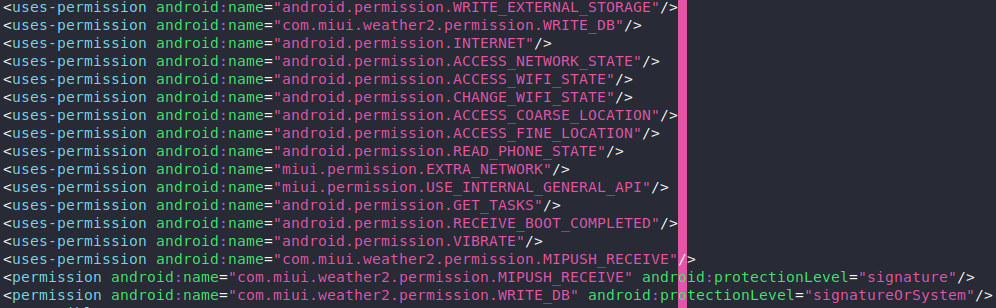 <uses-permission android:name="android.permission.WRITE_EXTERNAL_STORAGE"/>
<uses-permission android:name="com.miui.weather2.permission.WRITE_DB"/>
<uses-permission android:name="android.permission.INTERNET"/>
<uses-permission android:name="android.permission.ACCESS_NETWORK_STATE"/>
<uses-permission android:name="android.permission.ACCESS_WIFI_STATE"/>
<uses-permission android:name="android.permission.CHANGE_WIFI_STATE"/>
<uses-permission android:name="android.permission.ACCESS_COARSE_LOCATION"/>
<uses-permission android:name="android.permission.ACCESS_FINE_LOCATION"/>
<uses-permission android:name="android.permission.READ_PHONE_STATE"/>
<uses-permission android:name="miui.permission.EXTRA_NETWORK"/>
<uses-permission android:name="miui.permission.USE_INTERNAL_GENERAL_API"/>
<uses-permission android:name="android.permission.GET_TASKS"/>
<uses-permission android:name="android.permission.RECEIVE_BOOT_COMPLETED"/>
<uses-permission android:name="android.permission.VIBRATE"/>
<uses-permission android:name="com.miui.weather2.permission.MIPUSH_RECEIVE"/>
<permission android:name="com.miui.weather2.permission.MIPUSH_RECEIVE" android:protectionLevel="signature"/>
<permission android:name="com.miui.weather2.permission.WRITE_DB" android:protectionLevel="signatureOrSystem"/>